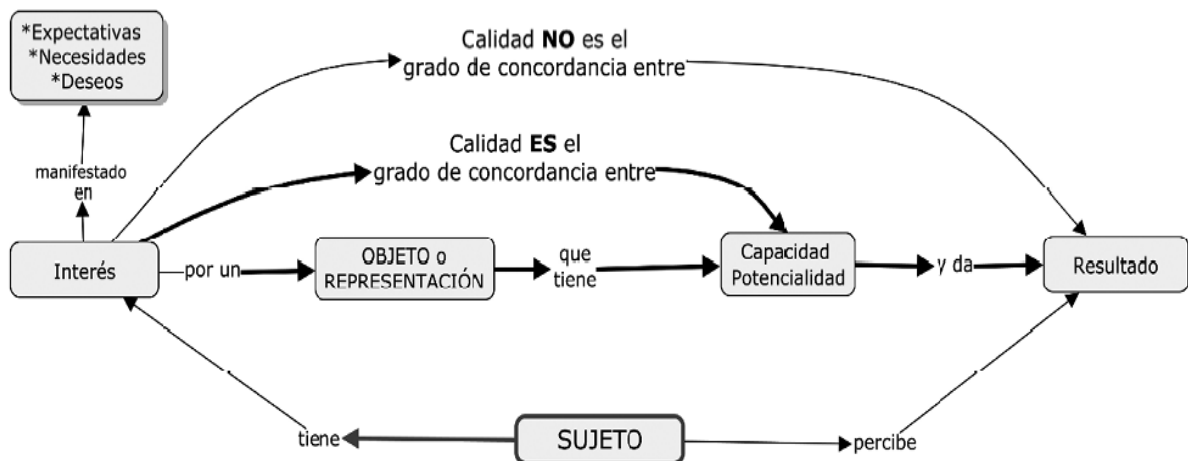 *Expectativas
*Necesidades
*Deseos
Calidad NO es el
grado de concordancia entre
Calidad ES el
grado de concordancia entre
manifestado
en
Interés
por un
OBJETO o
REPRESENTACIÓN
que
tiene
Capacidad
Potencialidad
y da
Resultado
tiene
SUJETO
percibe